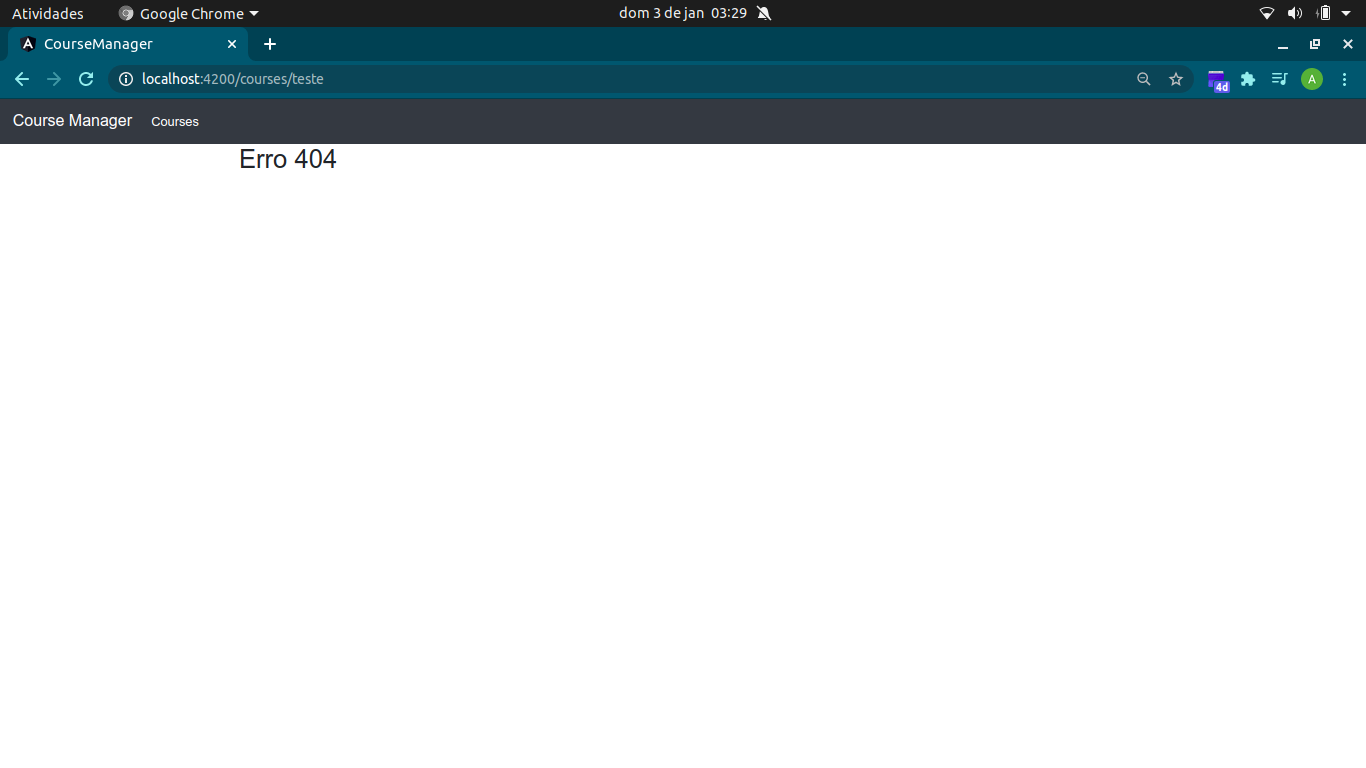 Atividades Google Chrome dom 3 de jan 03:29
CourseManager
localhost:4200/courses/teste
4d
A
Course Manager Courses
Erro 404